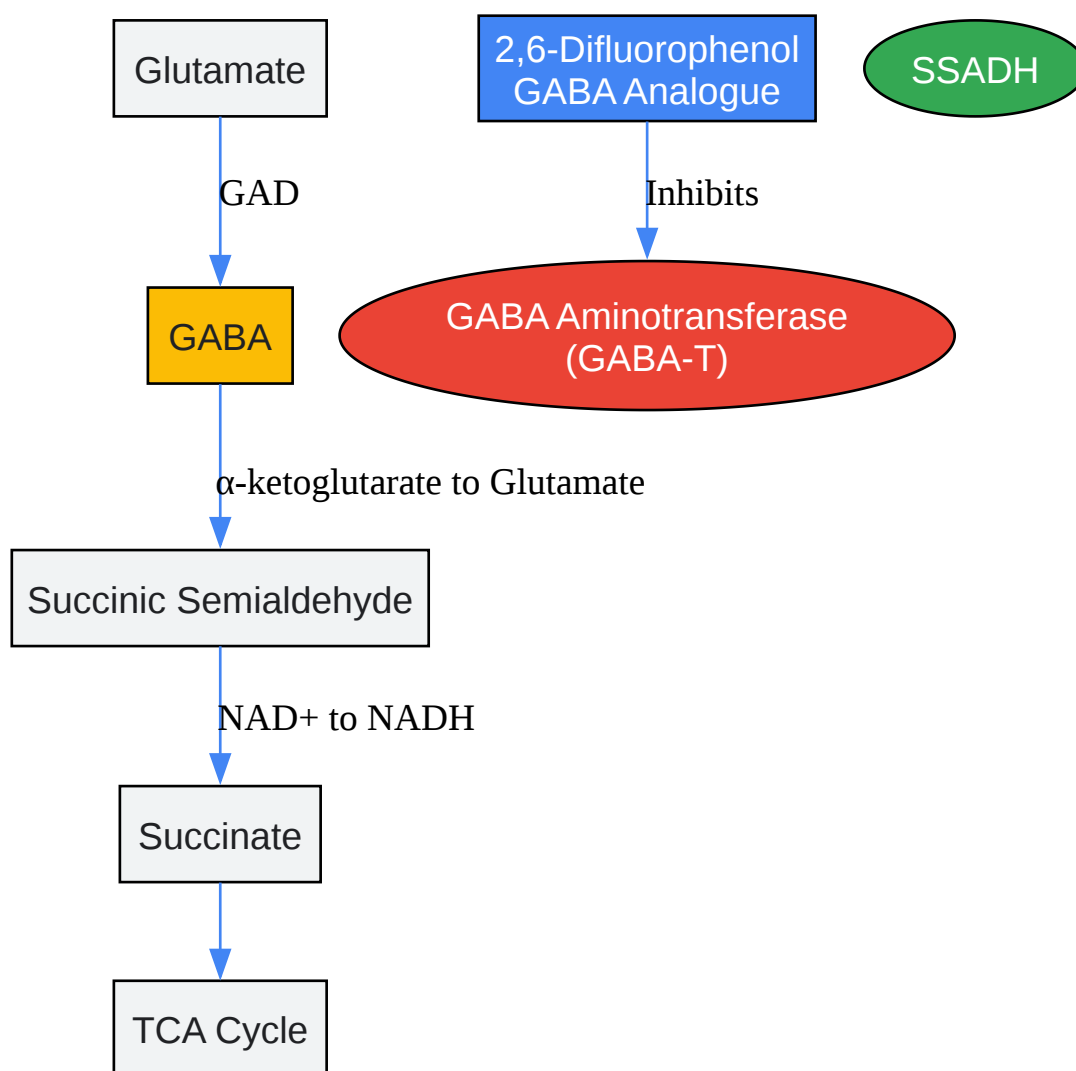 Glutamate
2,6-Difluorophenol
GABA Analogue
SSADH
GAD
Inhibits
GABA
GABA Aminotransferase
(GABA-T)
α-ketoglutarate to Glutamate
Succinic Semialdehyde
NAD+ to NADH
Succinate
TCA Cycle